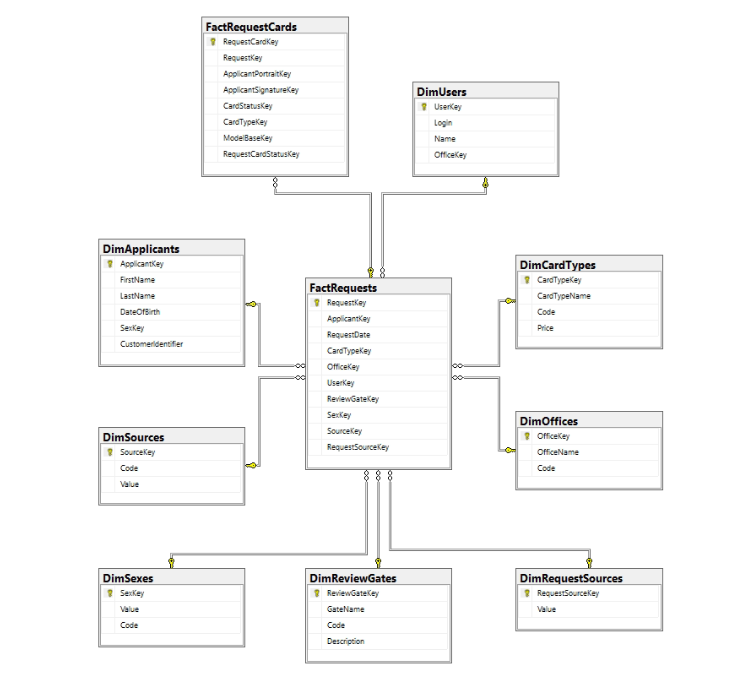 FactRequestCards
RequestCardKey
RequestKey
ApplicantPortraitKey
ApplicantSignatureKey
CardStatusKey
CardTypeKey
ModelBaseKey
RequestCardStatusKey
DimUsers
UserKey
Login
Name
OfficeKey
DimApplicants
ApplicantKey
FirstName
LastName
DateOfBirth
SexKey
CustomerIdentifier
FactRequests
RequestKey
ApplicantKey
RequestDate
CardTypeKey
OfficeKey
UserKey
ReviewGateKey
SexKey
SourceKey
RequestSourceKey
DimCardTypes
CardTypeKey
CardTypeName
Code
Price
DimSources
SourceKey
Code
Value
DimOffices
OfficeKey
OfficeName
Code
DimSexes
SexKey
Value
Code
DimReviewGates
ReviewGateKey
GateName
Code
Description
DimRequestSources
RequestSourceKey
Value